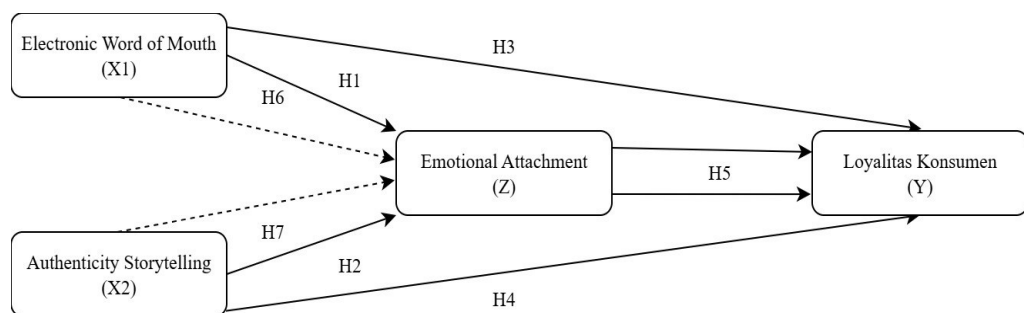 Electronic Word of Mouth
(X1)
H3
H1
H6
Emotional Attachment
(Z)
H5
Loyalitas Konsumen
(Y)
Authenticity Storytelling
(X2)
H7
H2
H4